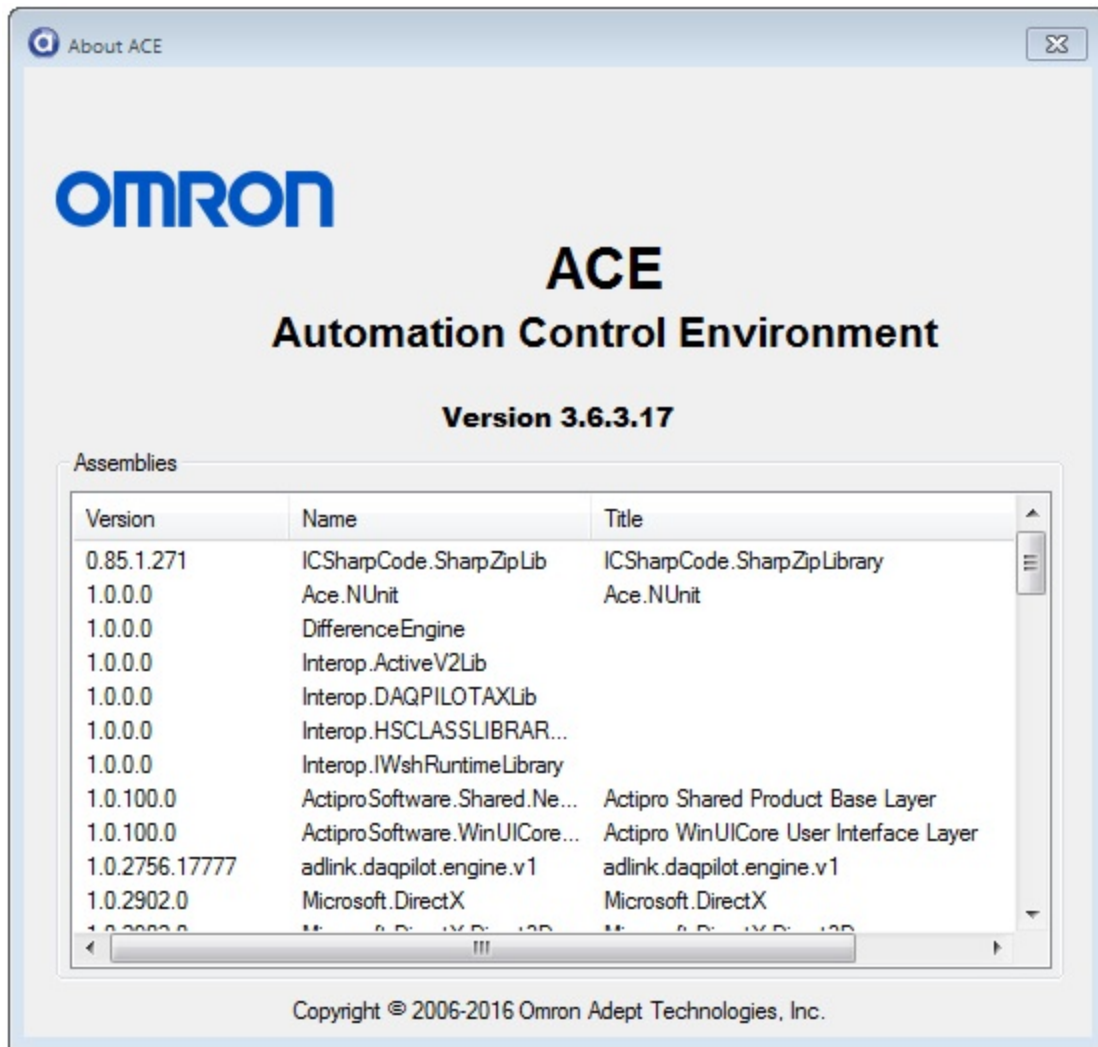 About ACE
OMRON
ACE
Automation Control Environment
Version 3.6.3.17
Assemblies
Version Name Title
0.85.1.271 ICSharpCode.SharpZipLib ICSharpCode.SharpZipLibrary
1.0.0.0 Ace.NUnit Ace.NUnit
1.0.0.0 DifferenceEngine
1.0.0.0 Interop.ActiveV2Lib
1.0.0.0 Interop.DAQPILOTAXLib
1.0.0.0 Interop.HSCLASSLIBRAR...
1.0.0.0 Interop.IWshRuntimeLibrary
1.0.100.0 ActiproSoftware.Shared.Ne... Actipro Shared Product Base Layer
1.0.100.0 ActiproSoftware.WinUICore... Actipro WinUICore User Interface Layer
1.0.2756.17777 adlink.daqpilot.engine.v1 adlink.daqpilot.engine.v1
1.0.2902.0 Microsoft.DirectX Microsoft.DirectX
Copyright © 2006-2016 Omron Adept Technologies, Inc.